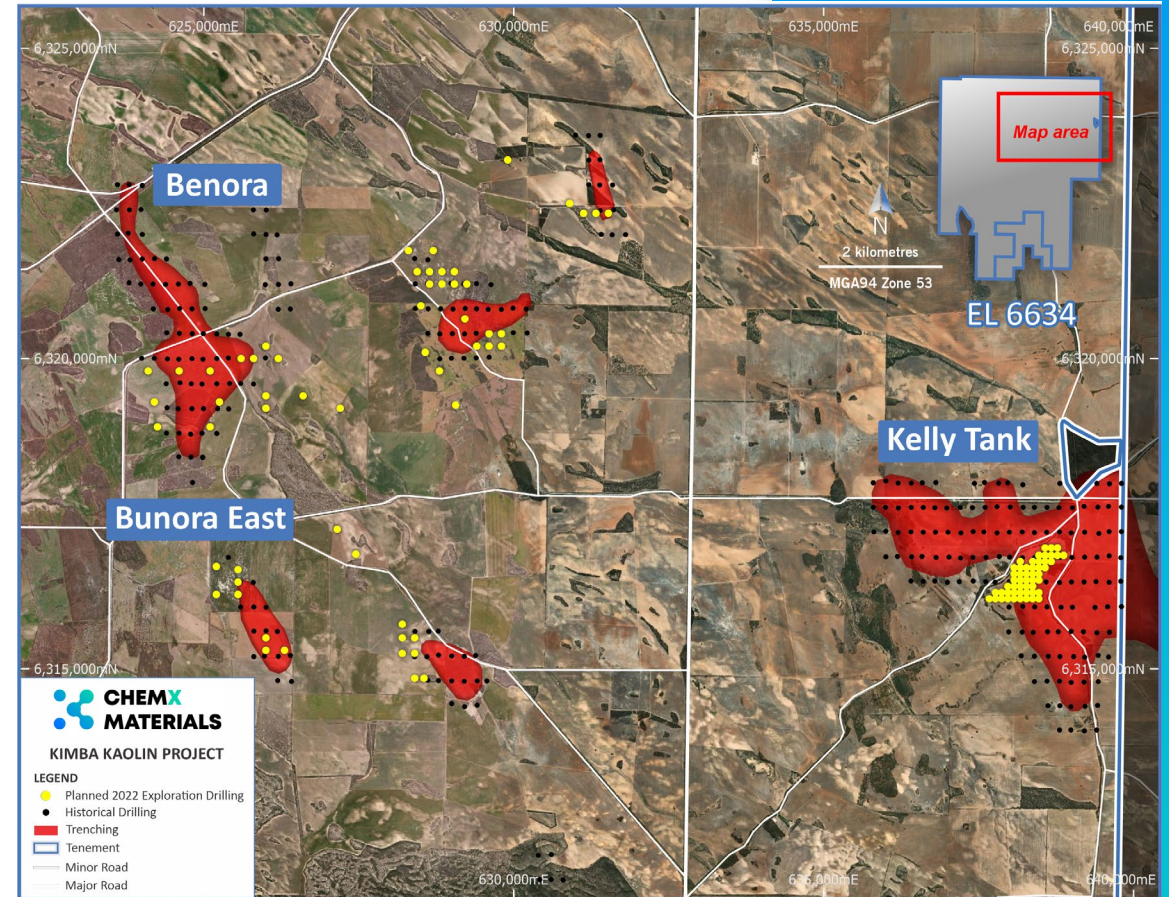 625,000mE
630,000mE
635,000mE
640,000mE
6,325,000mN
6,325,000mN
Map area
Benora
N
2 kilometres
MGA94 Zone 53
EL 6634
6,320,000mN
6,320,000mN
Kelly Tank
Bunora East
6,315,000mN
6,315,000mN
CHEMX
MATERIALS
KIMBA KAOLIN PROJECT
LEGEND
Planned 2022 Exploration Drilling
Historical Drilling
Trenching
Tenement
Minor Road
Major Road
630,000mE
635,000mE
640,000mE